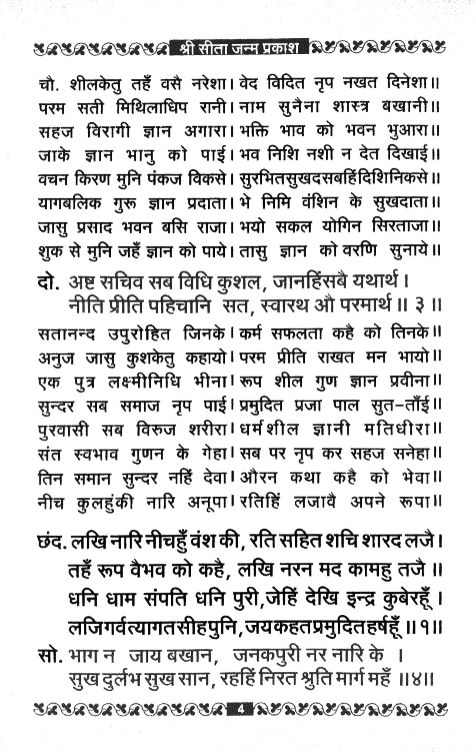 श्री सीता जन्म प्रकाश
चौ. शीलकेतु तहँ वसै नरेशा। वेद विदित नृप नखत दिनेशा॥
परम सती मिथिलाधिप रानी। नाम सुनैना शास्त्र बखानी॥
सहज विरागी ज्ञान अगारा। भक्ति भाव को भवन भुआरा॥
जाके ज्ञान भानु को पाई। भव निशि नशी न देत दिखाई॥
वचन किरण मुनि पंकज विकसे। सुरभितसुखदसबहिंदिशिनिकसे॥
यागबलिक गुरू ज्ञान प्रदाता। भे निमि वंशिन के सुखदाता॥
जासु प्रसाद भवन बसि राजा। भयो सकल योगिन सिरताजा॥
शुक से मुनि जहँ ज्ञान को पाये। तासु ज्ञान को वरणि सुनाये॥
दो. अष्ट सचिव सब विधि कुशल, जानहिंसबै यथार्थ।
नीति प्रीति पहिचानि सत, स्वारथ औ परमार्थ॥ ३॥
सतानन्द उपुरोहित जिनके। कर्म सफलता कहै को तिनके॥
अनुज जासु कुशकेतु कहायो। परम प्रीति राखत मन भायो॥
एक पुत्र लक्ष्मीनिधि भीना। रूप शील गुण ज्ञान प्रवीना॥
सुन्दर सब समाज नृप पाई। प्रमुदित प्रजा पाल सुत-ताँई॥
पुरवासी सब विरुज शरीरा। धर्मशील ज्ञानी मतिधीरा॥
संत स्वभाव गुणन के गेहा। सब पर नृप कर सहज सनेहा॥
तिन समान सुन्दर नहिं देवा। औरन कथा कहै को भेवा॥
नीच कुलहुंकी नारि अनूपा। रतिहिं लजावै अपने रूपा॥
छंद. लखि नारि नीचहुँ वंश की, रति सहित शचि शारद लजै।
तहँ रूप वैभव को कहै, लखि नरन मद कामहु तजै॥
धनि धाम संपति धनि पुरी,जेहिं देखि इन्द्र कुबेरहूँ।
लजिगर्वत्यागतसीहपुनि,जयकहतप्रमुदितहर्षहूँ॥१॥
सो. भाग न जाय बखान, जनकपुरी नर नारि के ।
सुख दुर्लभ सुख सान, रहहिं निरत श्रुति मार्ग महँ ॥४॥
4